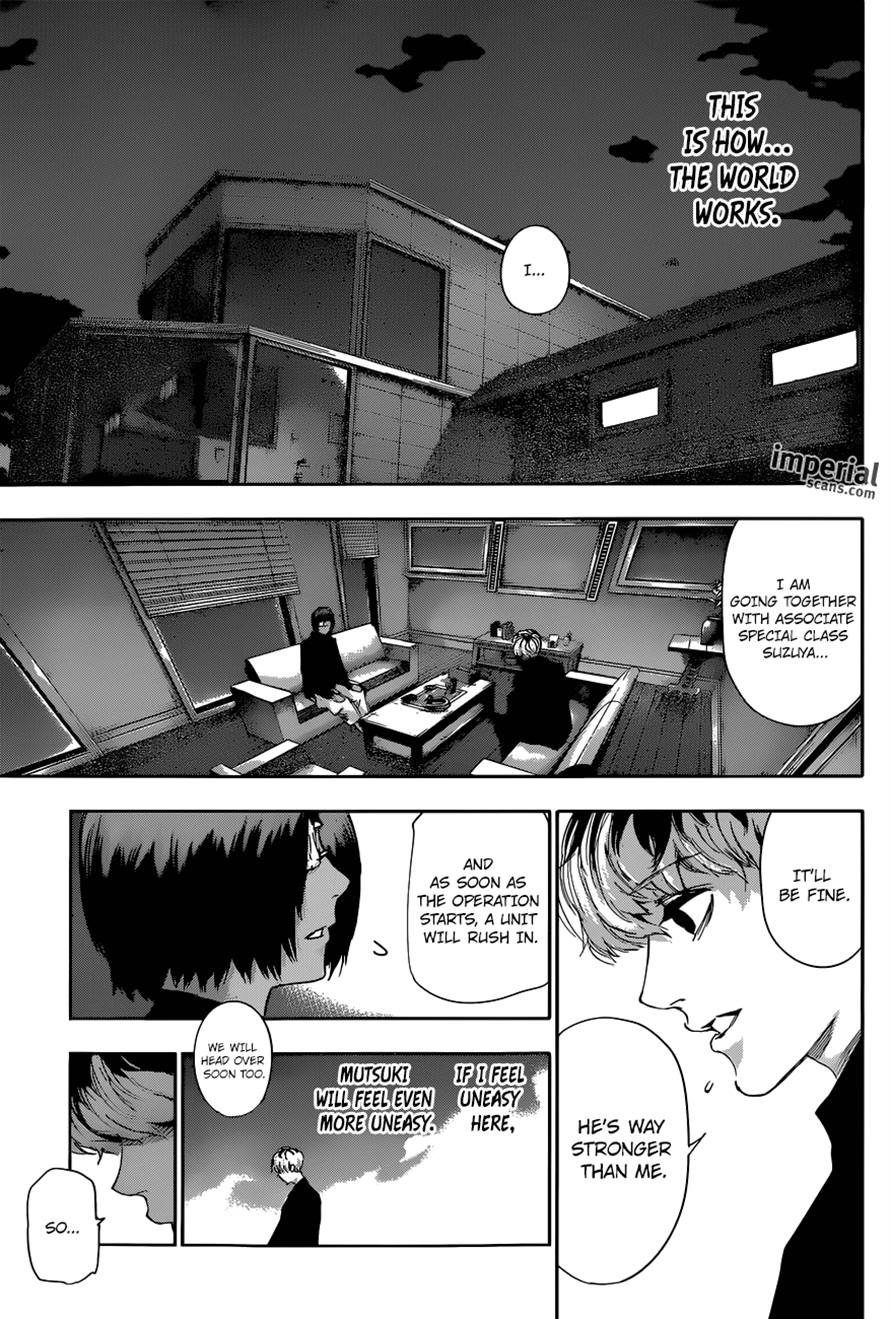 THIS
IS HOW...
THE WORLD
WORKS.
I...
imperial
scans.com
I AM
GOING TOGETHER
WITH ASSOCIATE
SPECIAL CLASS
SUZUYA...
IT'LL
BE FINE.
HE'S WAY
STRONGER
THAN ME.
AND
AS SOON AS
THE OPERATION
STARTS, A UNIT
WILL RUSH IN.
IF I FEEL
UNEASY
HERE,
MUTSUKI
WILL FEEL EVEN
MORE UNEASY.
WE WILL
HEAD OVER
SOON TOO.
SO...